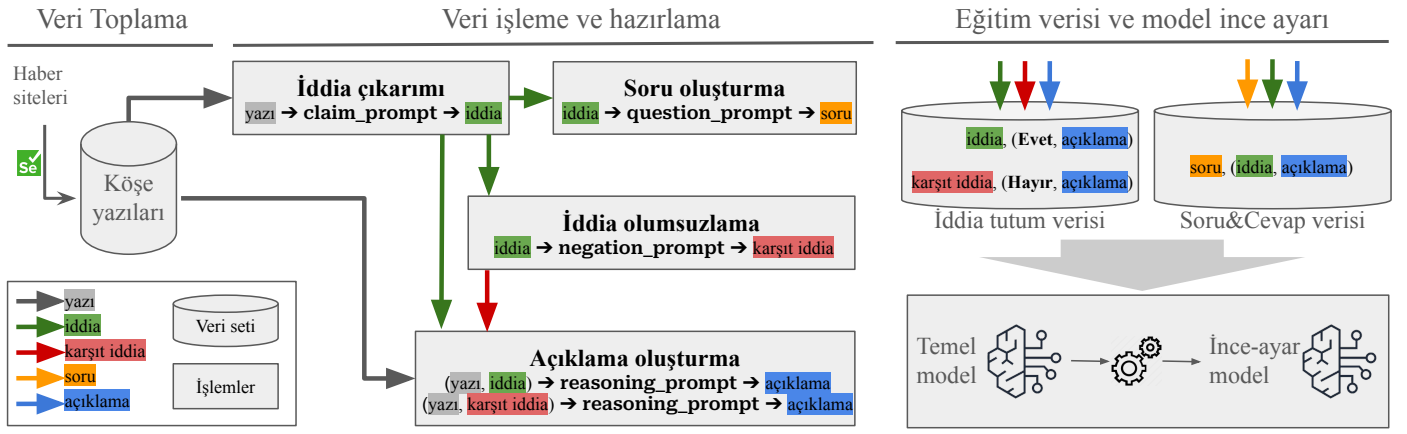 Veri Toplama
Haber
siteleri
Se
Köşe
yazıları
yazı
iddia
karşıt iddia
soru
açıklama
Veri seti
İşlemler
Veri işleme ve hazırlama
İddia çıkarımı
yazı ➔ claim_prompt ➔ iddia
Soru oluşturma
iddia ➔ question_prompt ➔ soru
İddia olumsuzlama
iddia ➔ negation_prompt ➔ karşıt iddia
Açıklama oluşturma
(yazı, iddia) ➔ reasoning_prompt ➔ açıklama
(yazı, karşıt iddia) ➔ reasoning_prompt ➔ açıklama
Eğitim verisi ve model ince ayarı
iddia, (Evet, açıklama)
karşıt iddia, (Hayır, açıklama)
İddia tutum verisi
soru, (iddia, açıklama)
Soru&Cevap verisi
Temel
model
İnce-ayar
model